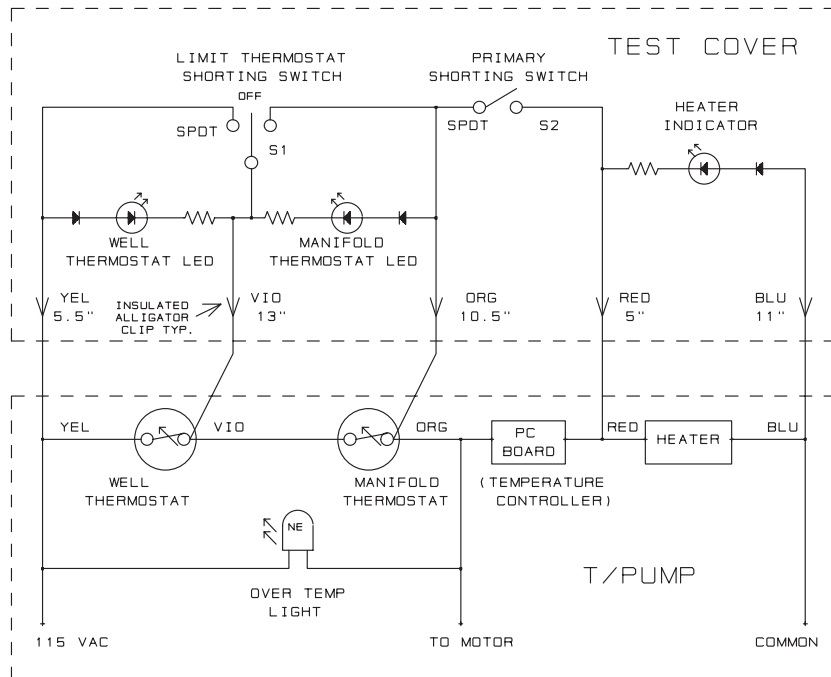 TEST COVER
LIMIT THERMOSTAT
SHORTING SWITCH
OFF
PRIMARY
SHORTING SWITCH
SPDT
S1
SPDT
S2
HEATER
INDICATOR
WELL
THERMOSTAT LED
MANIFOLD
THERMOSTAT LED
YEL
5.5"
INSULATED
ALLIGATOR
CLIP TYP.
VIO
13"
ORG
10.5"
RED
5"
BLU
11"
YEL
VIO
ORG
PC
BOARD
RED
HEATER
BLU
WELL
THERMOSTAT
MANIFOLD
THERMOSTAT
(TEMPERATURE
CONTROLLER)
NE
OVER TEMP
LIGHT
T/PUMP
115 VAC
TO MOTOR
COMMON